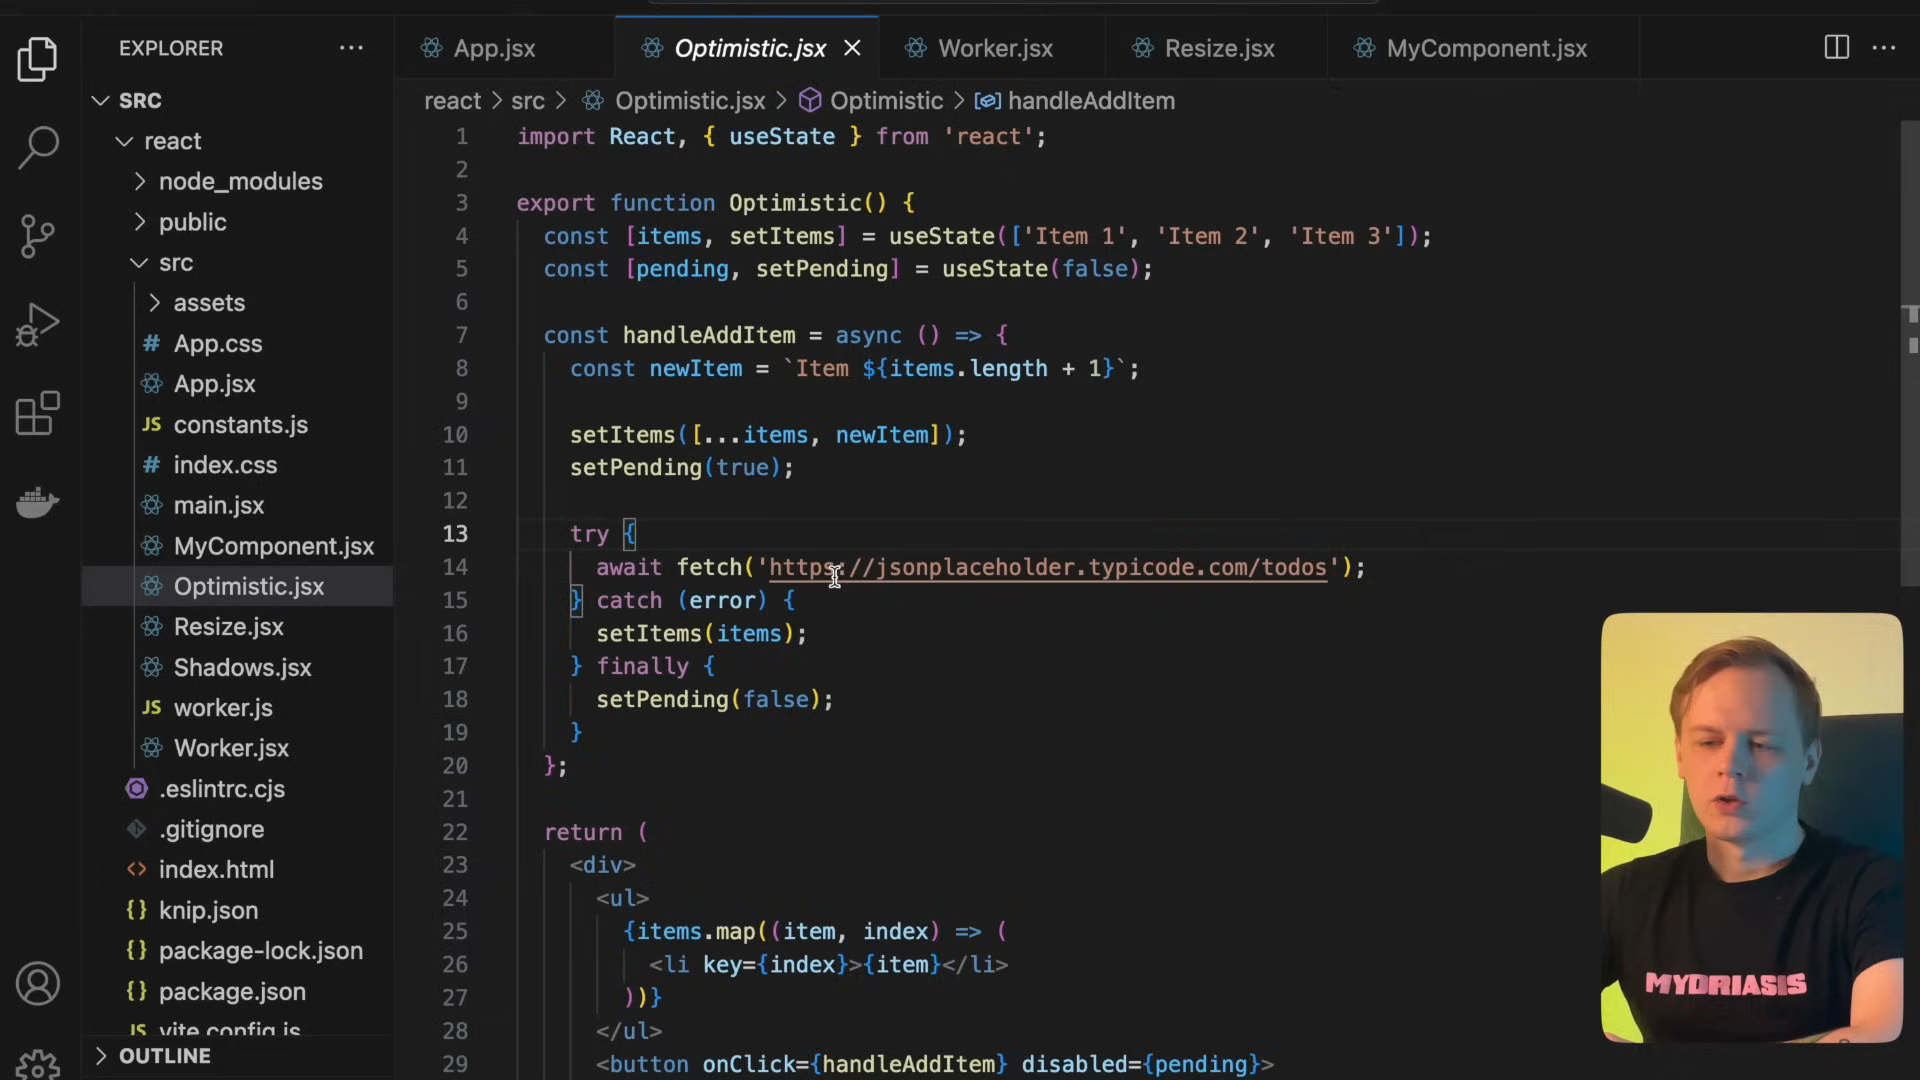 EXPLORER
SRC
react
node_modules
public
src
assets
# App.css
App.jsx
JS constants.js
# index.css
main.jsx
MyComponent.jsx
Optimistic.jsx
Resize.jsx
Shadows.jsx
JS worker.js
Worker.jsx
.eslintrc.cjs
.gitignore
<> index.html
{} knip.json
{} package-lock.json
{} package.json
JS vite.config.js
OUTLINE
App.jsx Optimistic.jsx Worker.jsx Resize.jsx MyComponent.jsx
react > src > Optimistic.jsx > Optimistic > handleAddItem
1 import React, { useState } from 'react';
2
3 export function Optimistic() {
4 const [items, setItems] = useState(['Item 1', 'Item 2', 'Item 3']);
5 const [pending, setPending] = useState(false);
6
7 const handleAddItem = async () => {
8 const newItem = `Item ${items.length + 1}`;
9
10 setItems([...items, newItem]);
11 setPending(true);
12
13 try {
14 await fetch('https://jsonplaceholder.typicode.com/todos');
15 } catch (error) {
16 setItems(items);
17 } finally {
18 setPending(false);
19 }
20 };
21
22 return (
23 <div>
24 <ul>
25 {items.map((item, index) => (
26 <li key={index}>{item}</li>
27 ))}
28 </ul>
29 <button onClick={handleAddItem} disabled={pending}>
MYDRIASIS